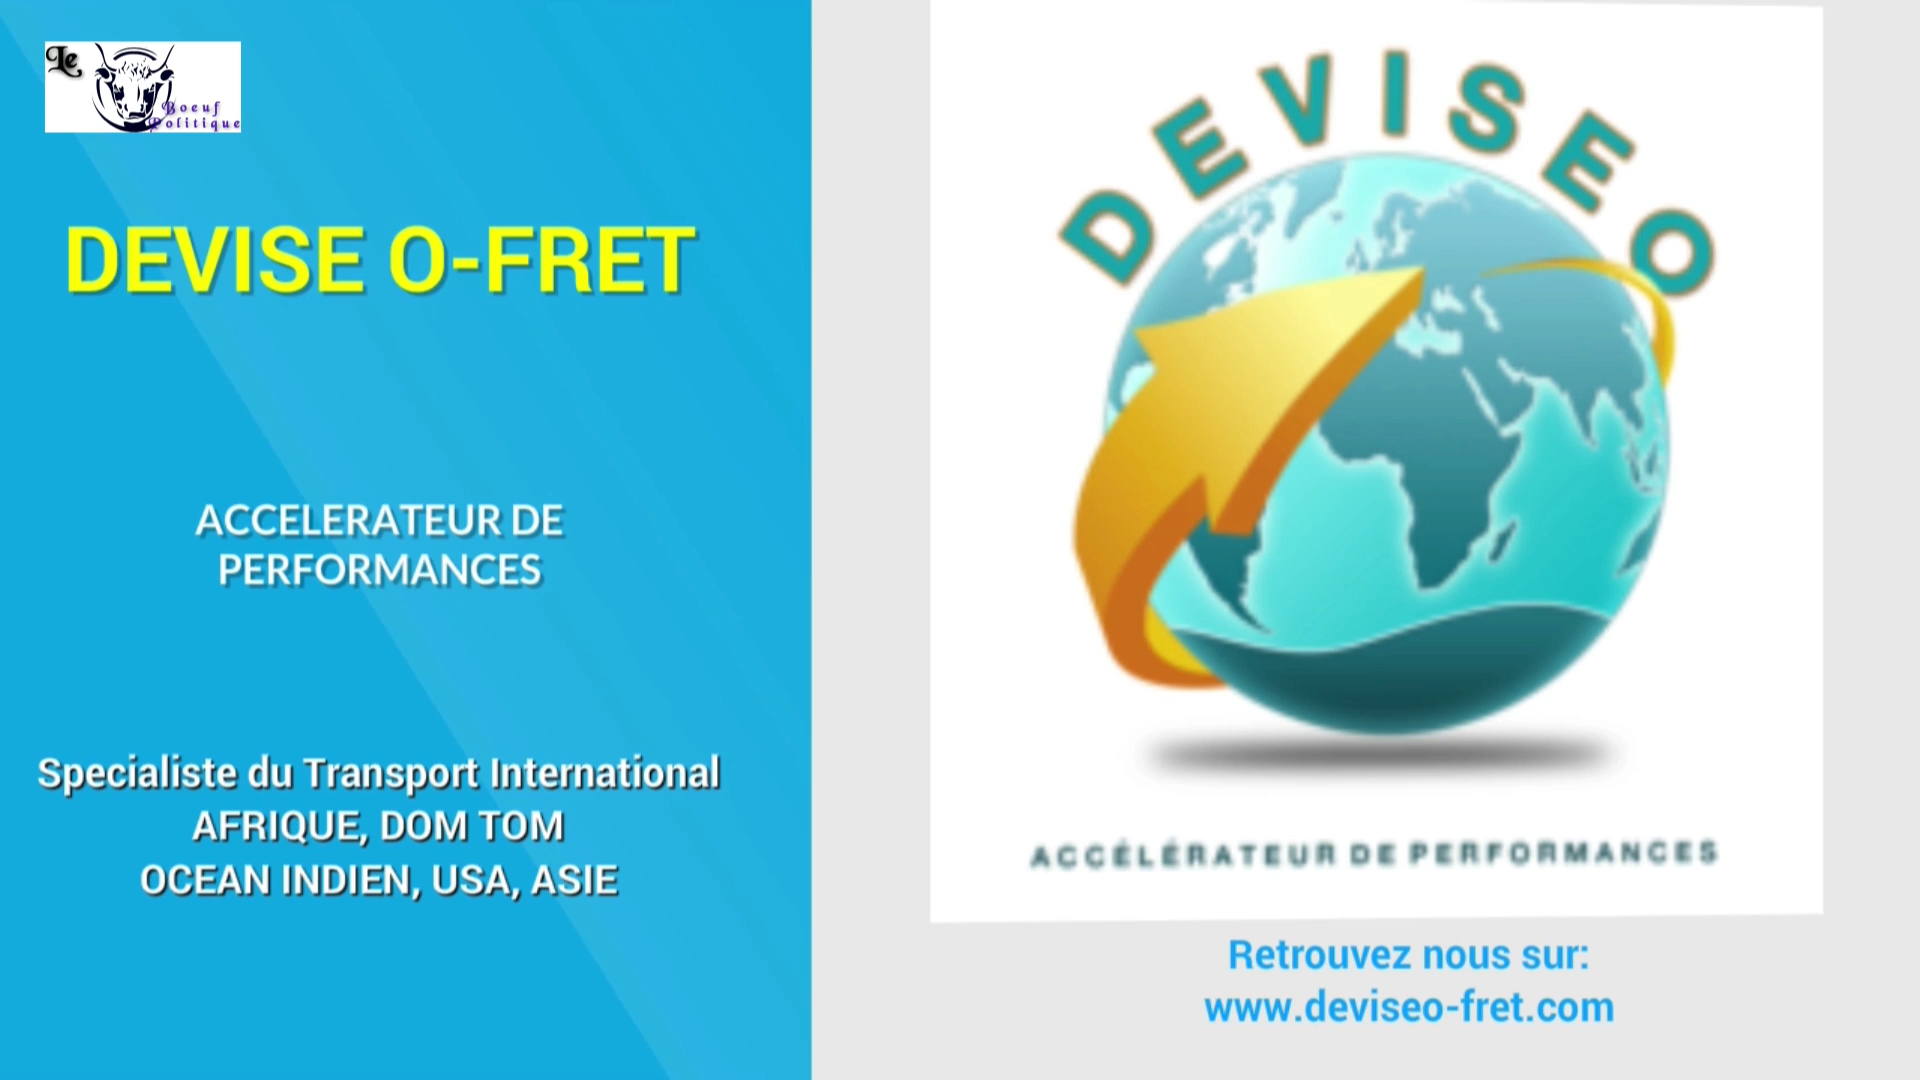 Le
Boeuf
Politique
DEVISE O-FRET
ACCELERATEUR DE
PERFORMANCES
Specialiste du Transport International
AFRIQUE, DOM TOM
OCEAN INDIEN, USA, ASIE
DEVISEO
ACCÉLÉRATEUR DE PERFORMANCES
Retrouvez nous sur:
www.deviseo-fret.com